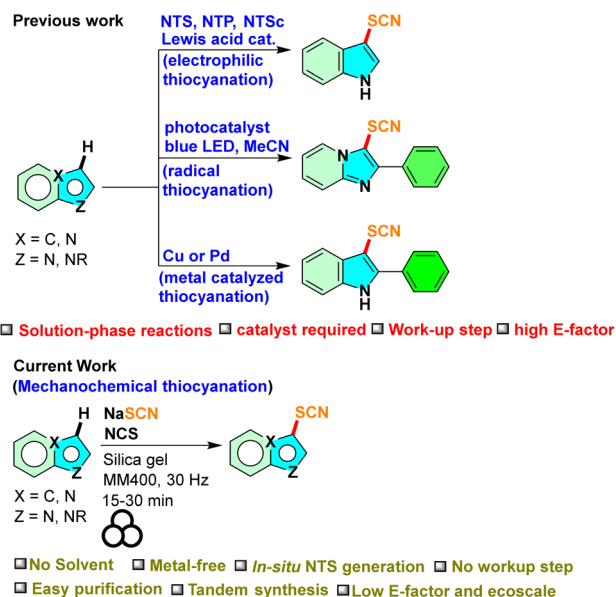 Previous work
NTS, NTP, NTSc
Lewis acid cat.
(electrophilic
thiocyanation)
SCN
N
H
photocatalyst
blue LED, MeCN
(radical
thiocyanation)
SCN
N
N
H
X
Z
X = C, N
Z = N, NR
Cu or Pd
(metal catalyzed
thiocyanation)
SCN
N
H
Solution-phase reactions catalyst required Work-up step high E-factor
Current Work
(Mechanochemical thiocyanation)
H
X
Z
X = C, N
Z = N, NR
NaSCN
NCS
Silica gel
MM400, 30 Hz
15-30 min
SCN
X
Z
No Solvent Metal-free In-situ NTS generation No workup step
Easy purification Tandem synthesis Low E-factor and ecoscale